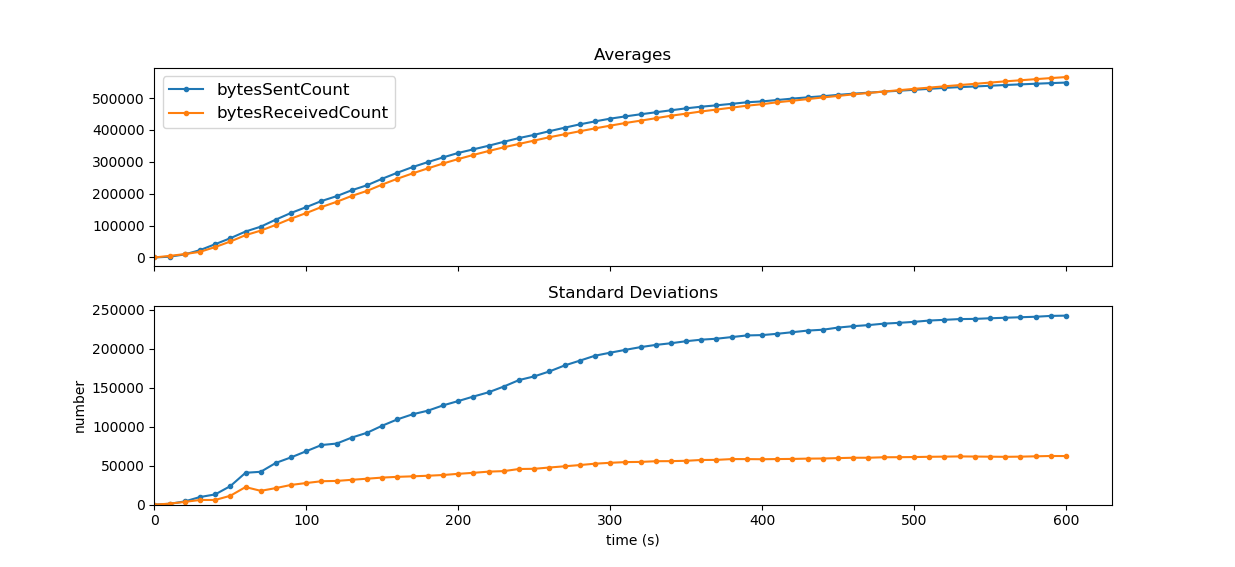 Averages
bytesSentCount
bytesReceivedCount
500000
400000
300000
200000
100000
0
Standard Deviations
250000
200000
150000
100000
50000
0
number
0 100 200 300 400 500 600
time (s)